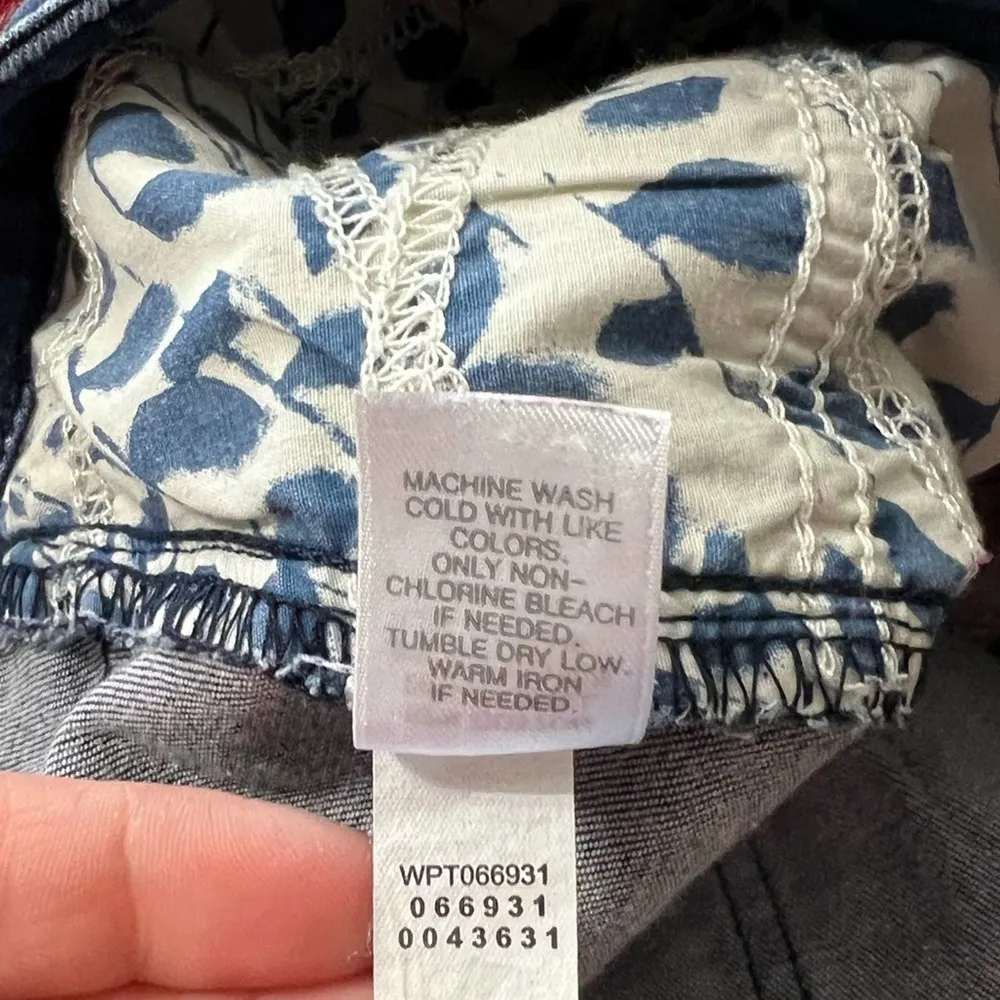 MACHINE WASH
COLD WITH LIKE
COLORS.
ONLY NON-
CHLORINE BLEACH
IF NEEDED.
TUMBLE DRY LOW.
WARM IRON
IF NEEDED.
WPT066931
066931
0043631